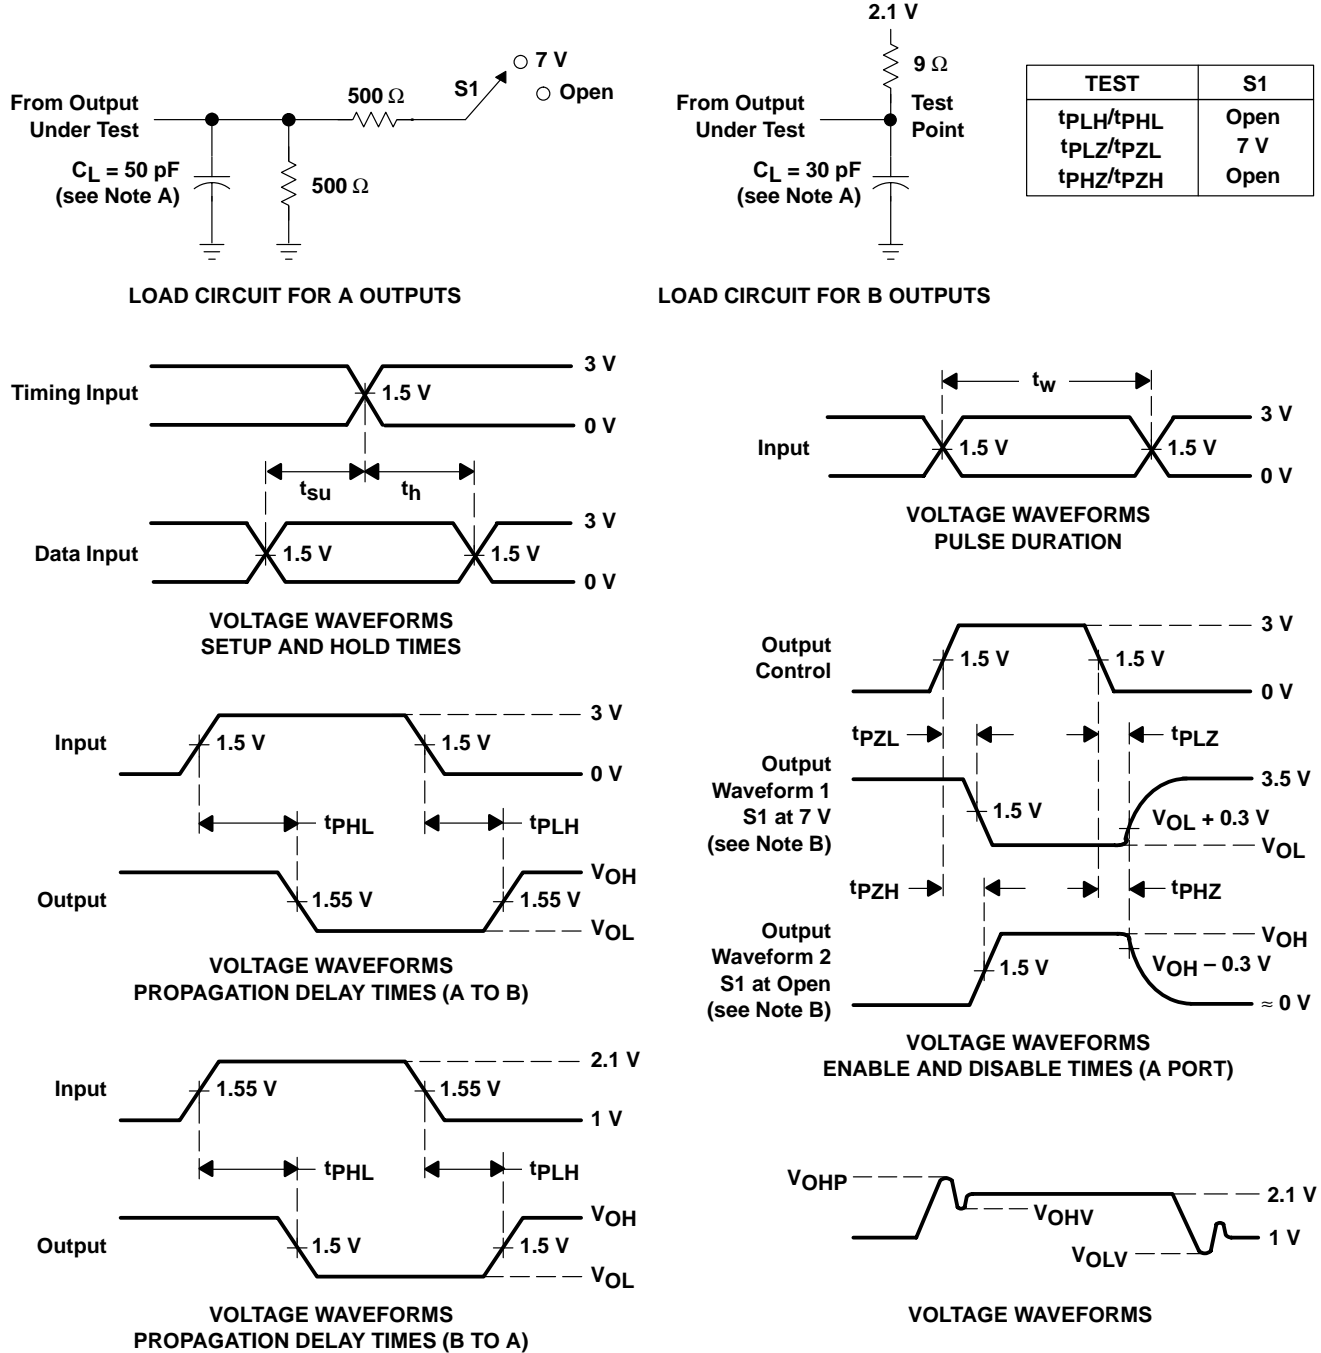 2.1 V
7 V
9 Ω
S1
Open
500 Ω
From Output
Under Test
From Output
Under Test
Test
Point
CL = 50 pF
(see Note A)
500 Ω
CL = 30 pF
(see Note A)
TEST S1
tPLH/tPHL Open
tPLZ/tPZL 7 V
tPHZ/tPZH Open
LOAD CIRCUIT FOR A OUTPUTS
LOAD CIRCUIT FOR B OUTPUTS
3 V
Timing Input
1.5 V
0 V
tsu
th
3 V
Data Input
1.5 V
1.5 V
0 V
VOLTAGE WAVEFORMS
SETUP AND HOLD TIMES
tw
3 V
Input
1.5 V
1.5 V
0 V
VOLTAGE WAVEFORMS
PULSE DURATION
3 V
Input
1.5 V
1.5 V
0 V
tPHL
tPLH
VOH
Output
1.55 V
1.55 V
VOL
VOLTAGE WAVEFORMS
PROPAGATION DELAY TIMES (A TO B)
3 V
Output
Control
1.5 V
1.5 V
0 V
tPZL
tPLZ
Output
Waveform 1
S1 at 7 V
(see Note B)
3.5 V
1.5 V
VOL + 0.3 V
VOL
tPZH
tPHZ
Output
Waveform 2
S1 at Open
(see Note B)
VOH
1.5 V
VOH – 0.3 V
≈ 0 V
VOLTAGE WAVEFORMS
ENABLE AND DISABLE TIMES (A PORT)
2.1 V
Input
1.55 V
1.55 V
1 V
tPHL
tPLH
VOH
Output
1.5 V
1.5 V
VOL
VOLTAGE WAVEFORMS
PROPAGATION DELAY TIMES (B TO A)
VOHP
2.1 V
VOHV
1 V
VOLV
VOLTAGE WAVEFORMS